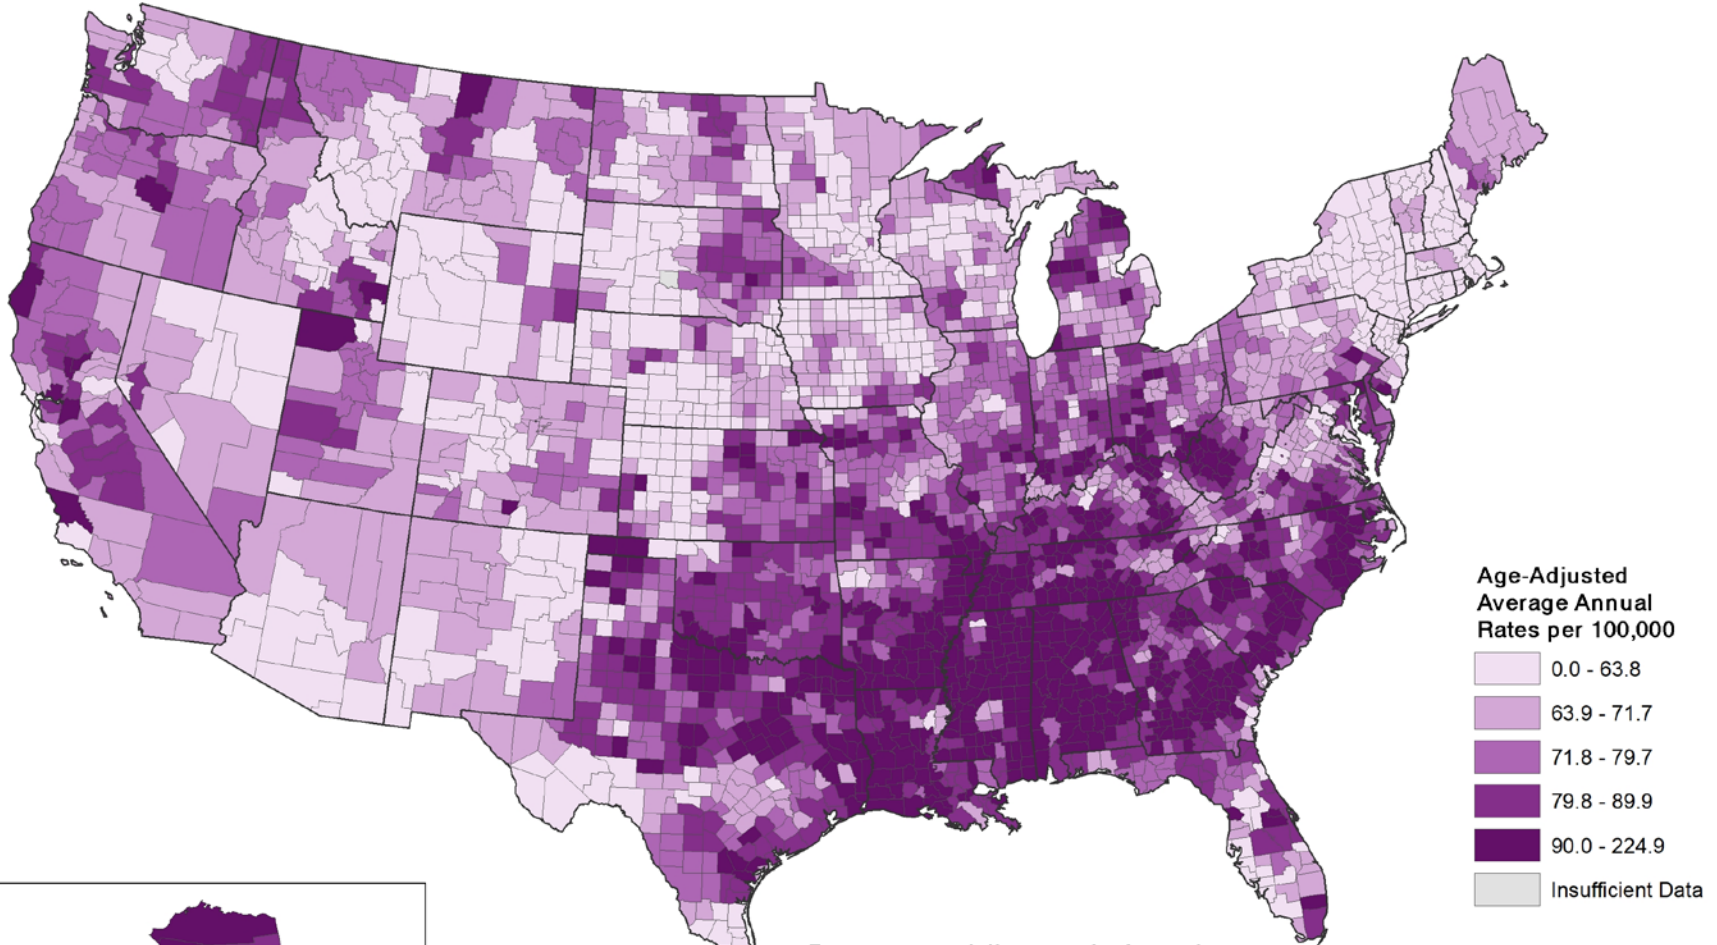 Age-Adjusted
Average Annual
Rates per 100,000
0.0 - 63.8
63.9 - 71.7
71.8 - 79.7
79.8 - 89.9
90.0 - 224.9
Insufficient Data